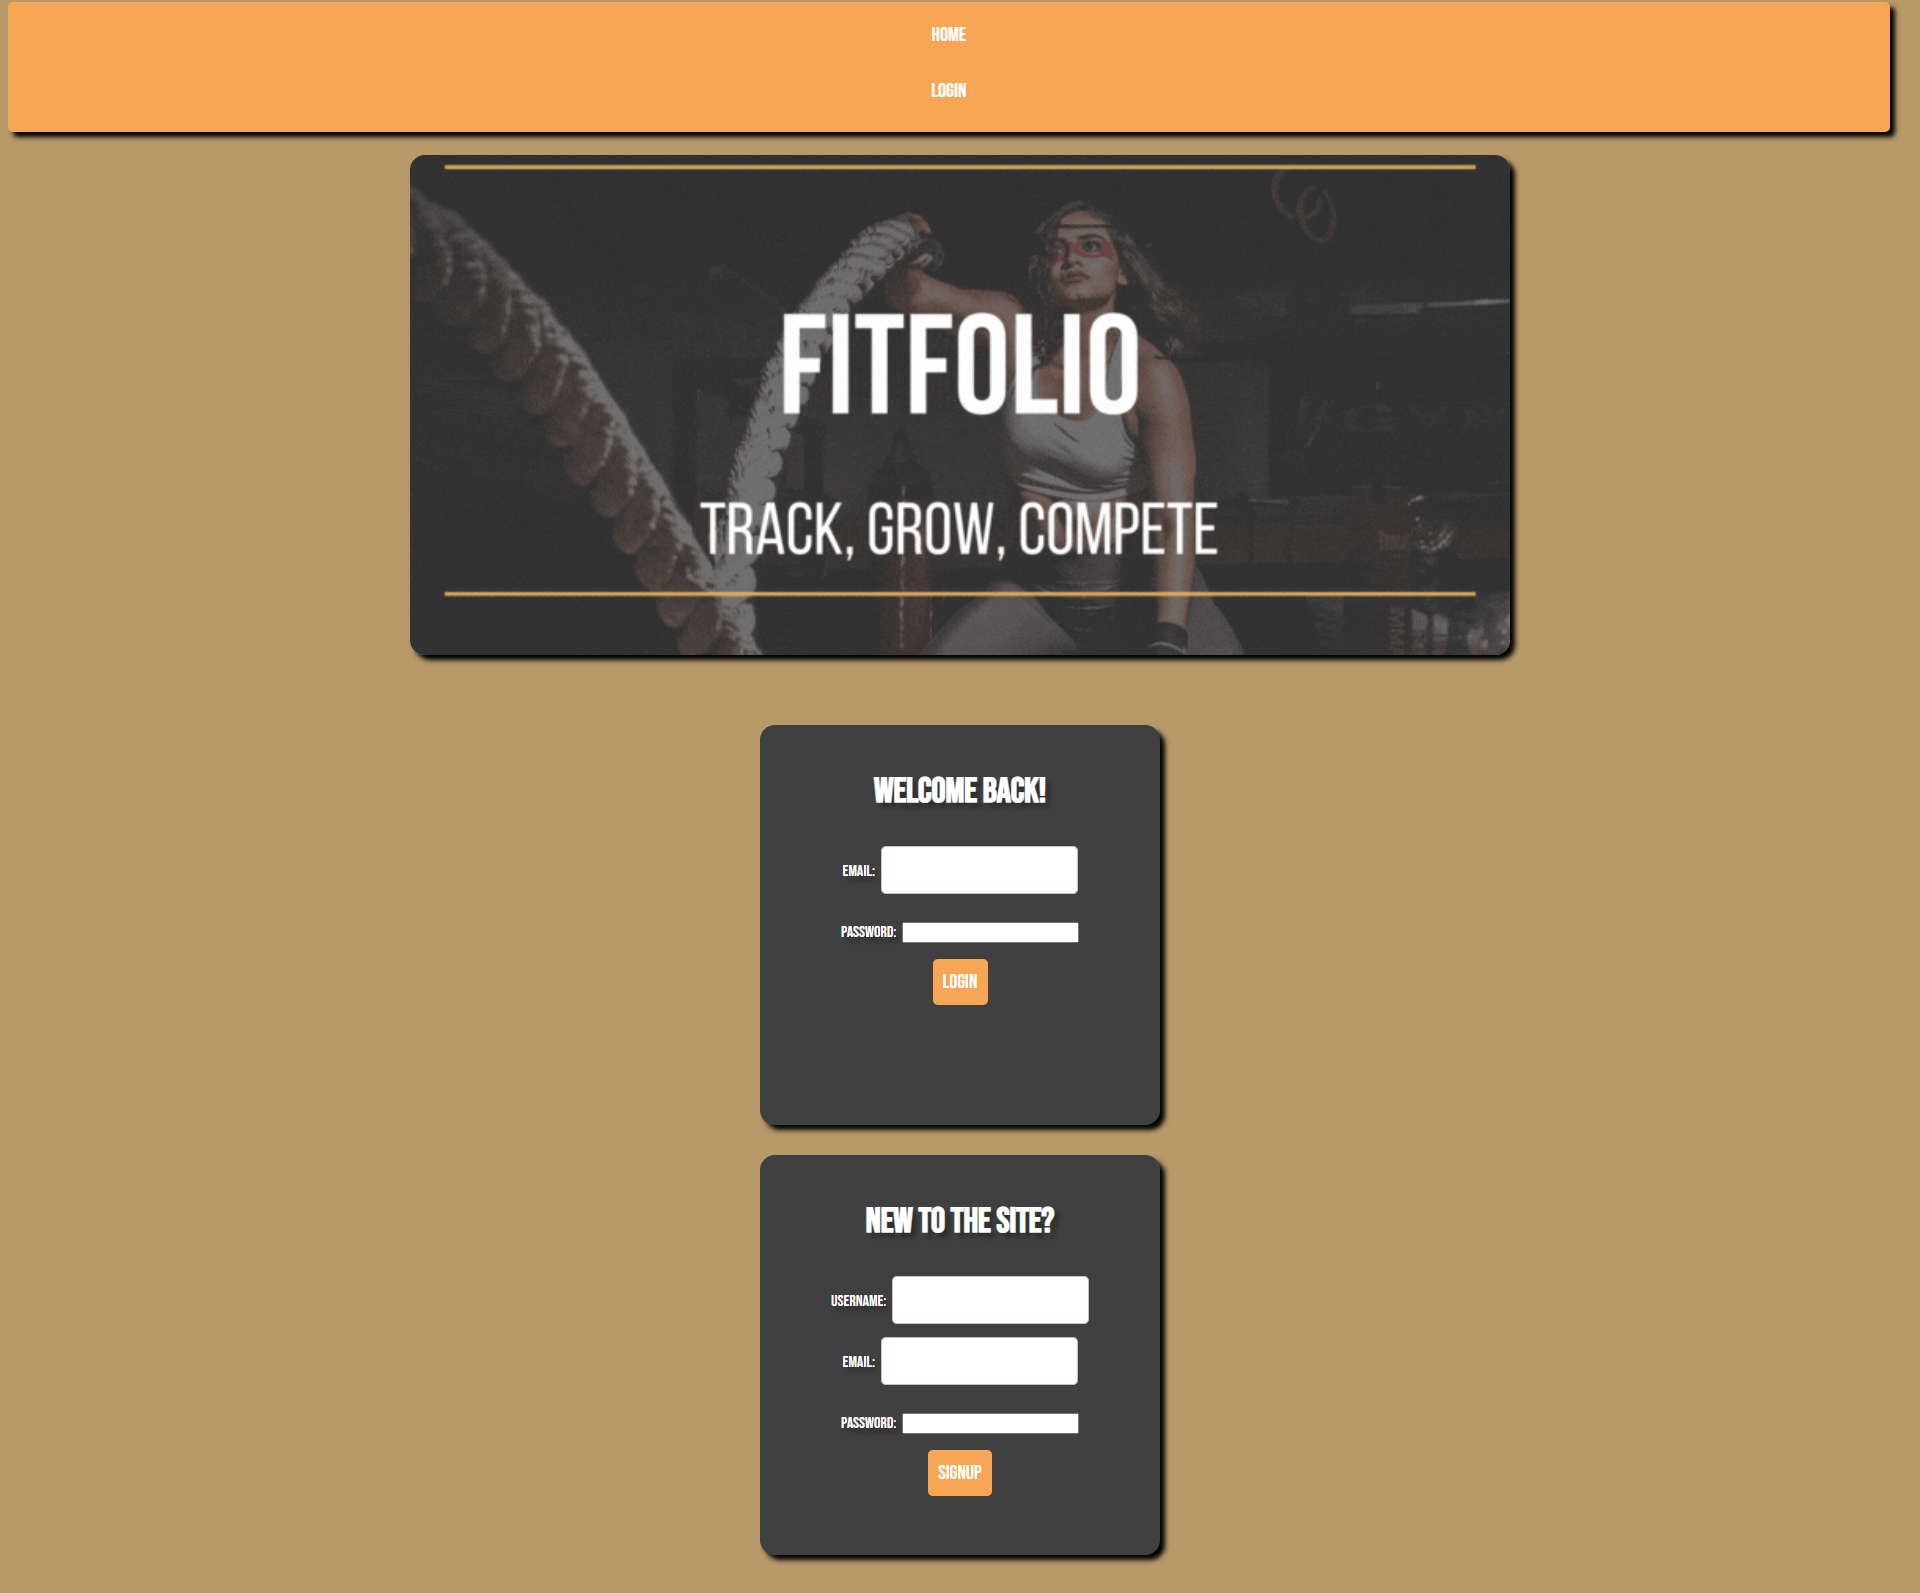 HOME
LOGIN
FITFOLIO
TRACK, GROW, COMPETE
WELCOME BACK!
EMAIL:
PASSWORD:
LOGIN
NEW TO THE SITE?
USERNAME:
EMAIL:
PASSWORD:
SIGNUP